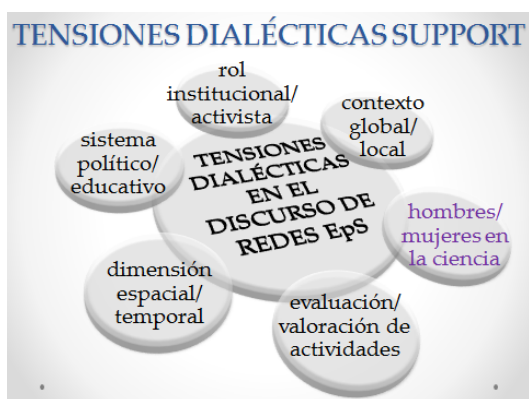 TENSIONES DIALÉCTICAS SUPPORT
rol
institucional/
activista
contexto
global/
local
hombres/
mujeres en
la ciencia
evaluación/
valoración de
actividades
dimensión
espacial/
temporal
sistema
político/
educativo
TENSIONES
DIALÉCTICAS
EN EL
DISCURSO DE
REDES EpS